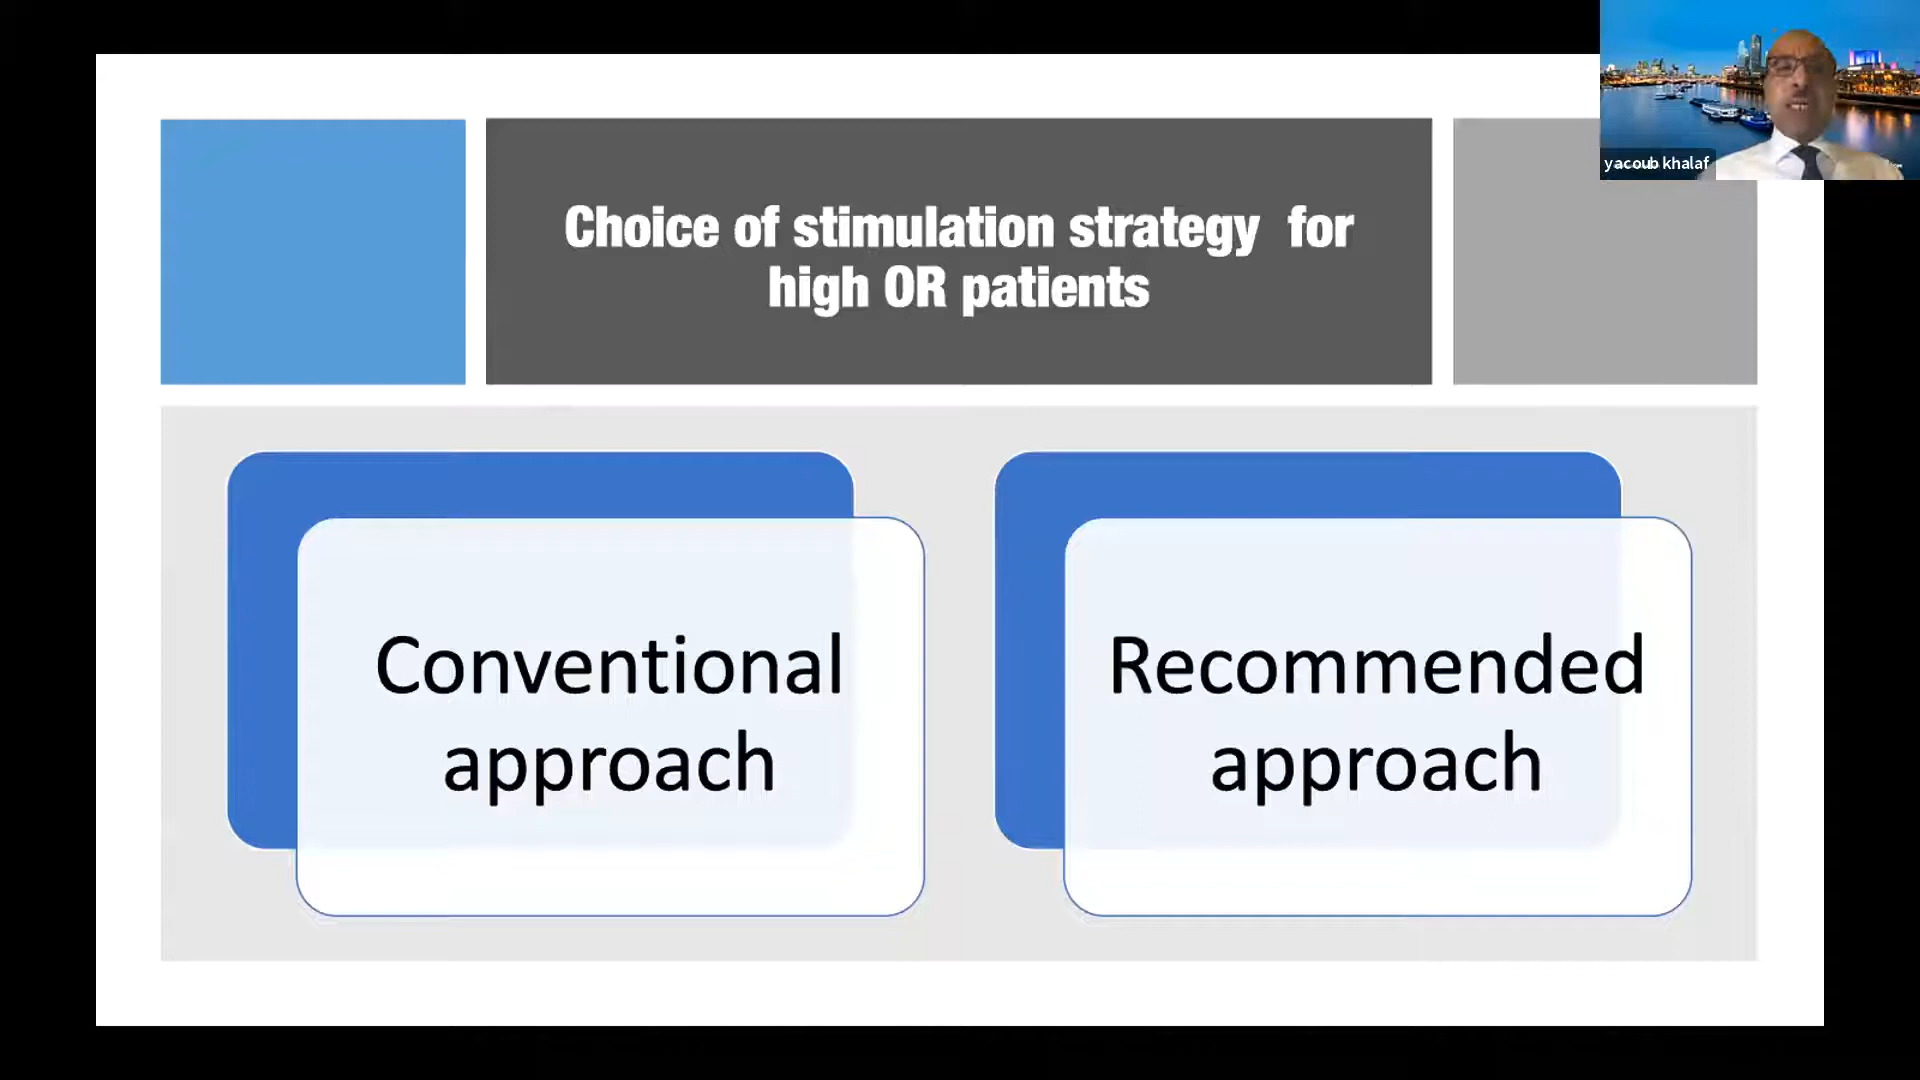 yacoub khalaf
Choice of stimulation strategy for
high OR patients
Conventional
approach
Recommended
approach